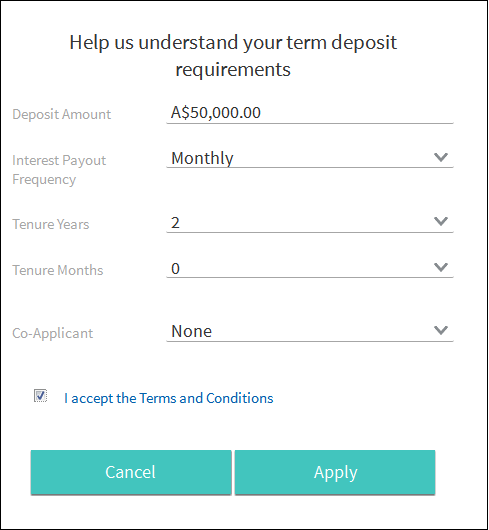 Help us understand your term deposit
requirements
Deposit Amount A$50,000.00
Interest Payout
Frequency Monthly
Tenure Years 2
Tenure Months 0
Co-Applicant None
I accept the Terms and Conditions
Cancel Apply